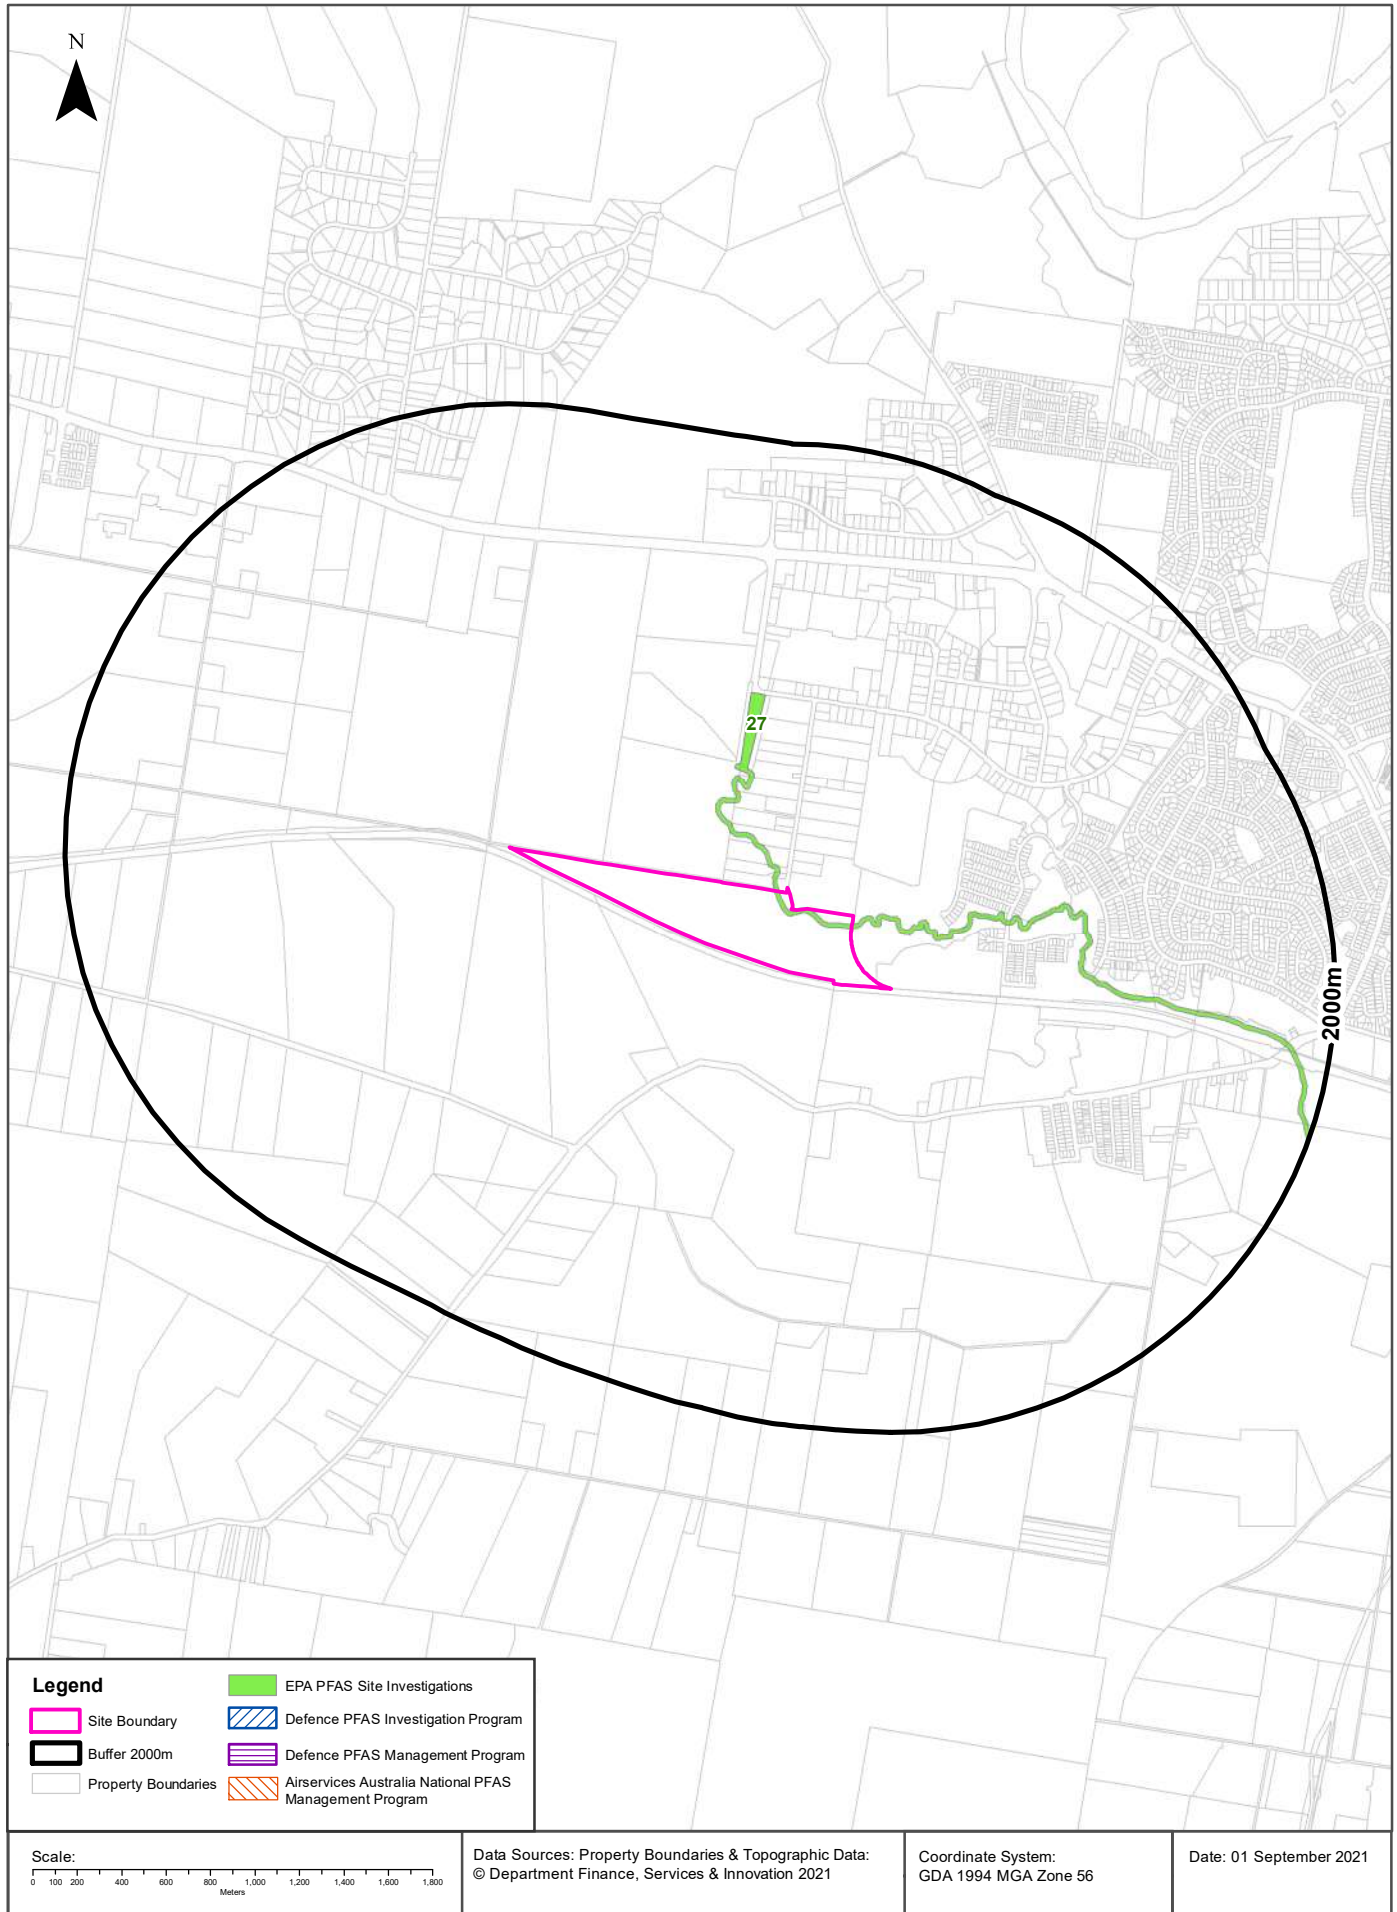 N
27
2000m
Legend
Site Boundary
Buffer 2000m
Property Boundaries
EPA PFAS Site Investigations
Defence PFAS Investigation Program
Defence PFAS Management Program
Airservices Australia National PFAS
Management Program
Scale:
0 100 200 400 600 800 1,000 1,200 1,400 1,600 1,800
Meters
Data Sources: Property Boundaries & Topographic Data:
© Department Finance, Services & Innovation 2021
Coordinate System:
GDA 1994 MGA Zone 56
Date: 01 September 2021